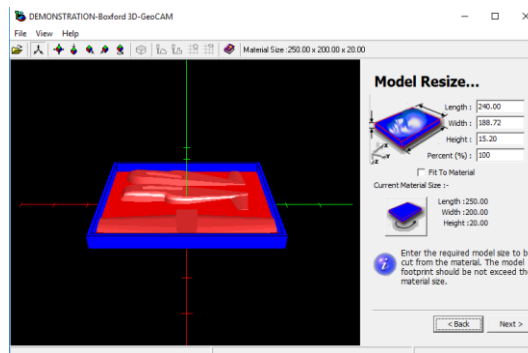 DEMONSTRATION-Boxford 3D-GeoCAM
File View Help
Material Size :250.00 x 200.00 x 20.00
Model Resize...
Length : 240.00
Width : 188.72
Height : 15.20
Percent (%) : 100
Fit To Material
Current Material Size :-
Length :250.00
Width :200.00
Height :20.00
Enter the required model size to b
cut from the material. The model
footprint should be not exceed the
material size.
< Back Next >